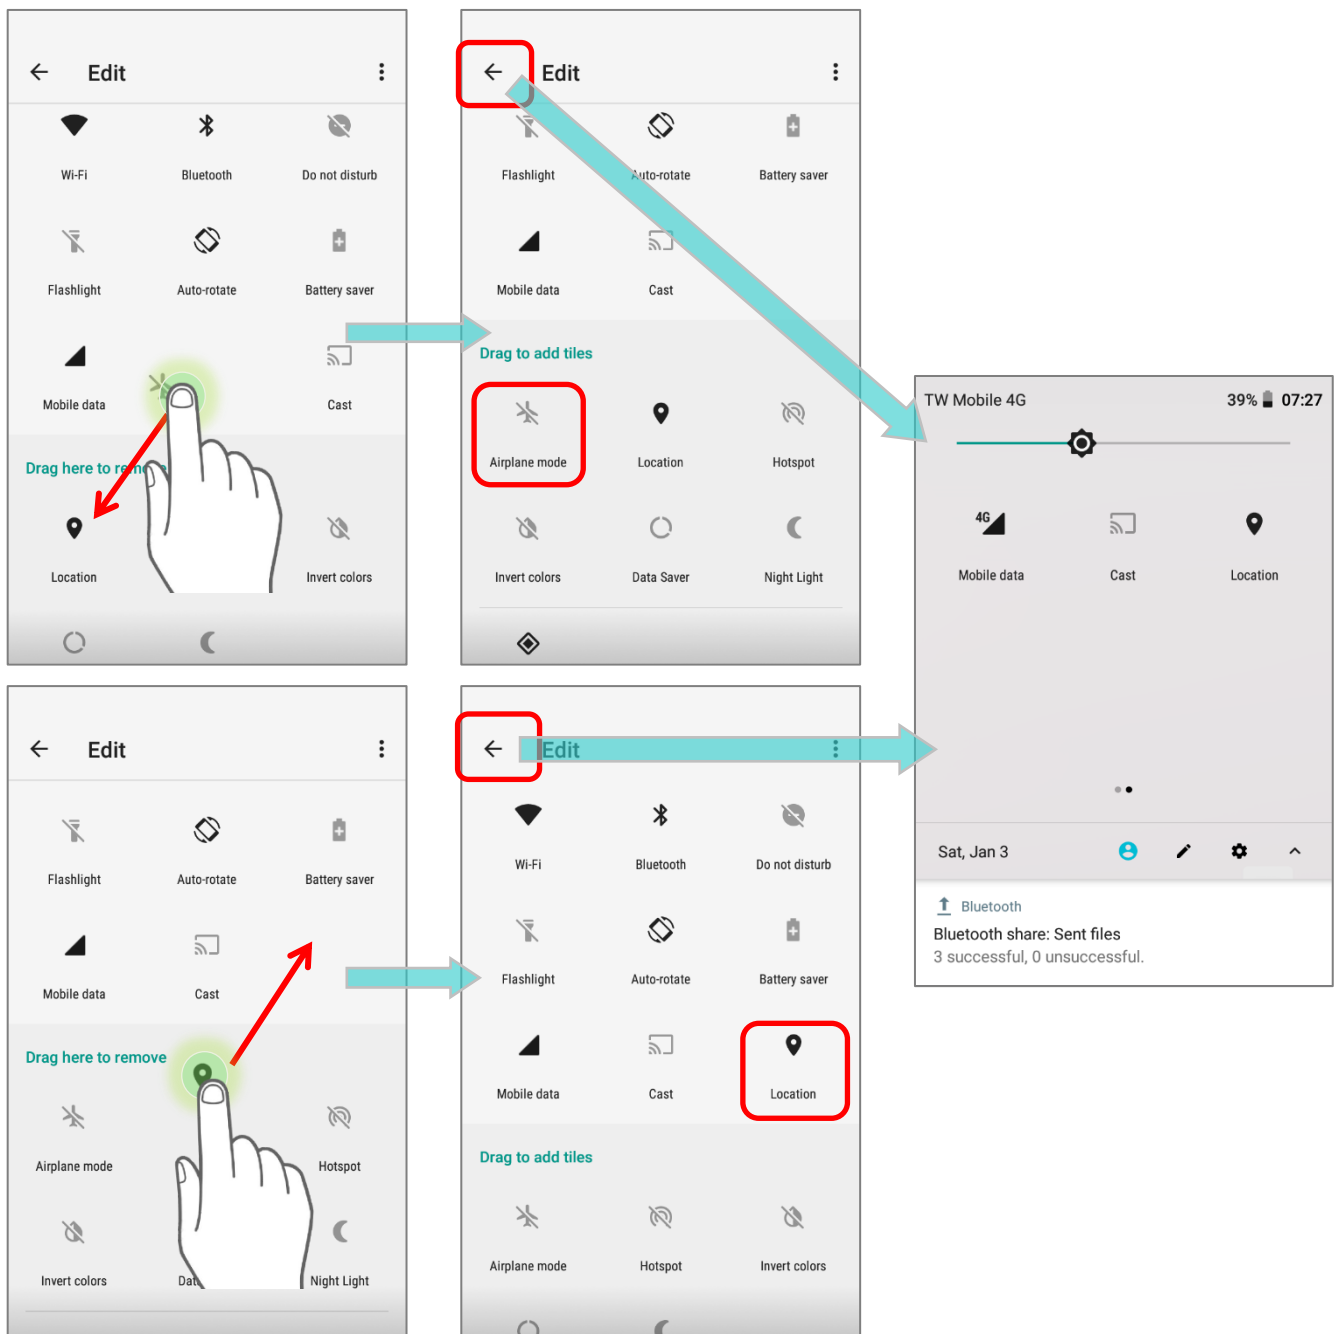 Edit
Wi-Fi Bluetooth Do not disturb
Flashlight Auto-rotate Battery saver
Mobile data Cast
Drag here to remove
Location Invert colors
Edit
Flashlight Auto-rotate Battery saver
Mobile data Cast
Drag to add tiles
Airplane mode Location Hotspot
Invert colors Data Saver Night Light
TW Mobile 4G 39% 07:27
4G
Mobile data Cast Location
Sat, Jan 3
Bluetooth
Bluetooth share: Sent files
3 successful, 0 unsuccessful.
Edit
Flashlight Auto-rotate Battery saver
Mobile data Cast
Drag here to remove
Airplane mode Hotspot
Invert colors Dat Night Light
Edit
Wi-Fi Bluetooth Do not disturb
Flashlight Auto-rotate Battery saver
Mobile data Cast Location
Drag to add tiles
Airplane mode Hotspot Invert colors